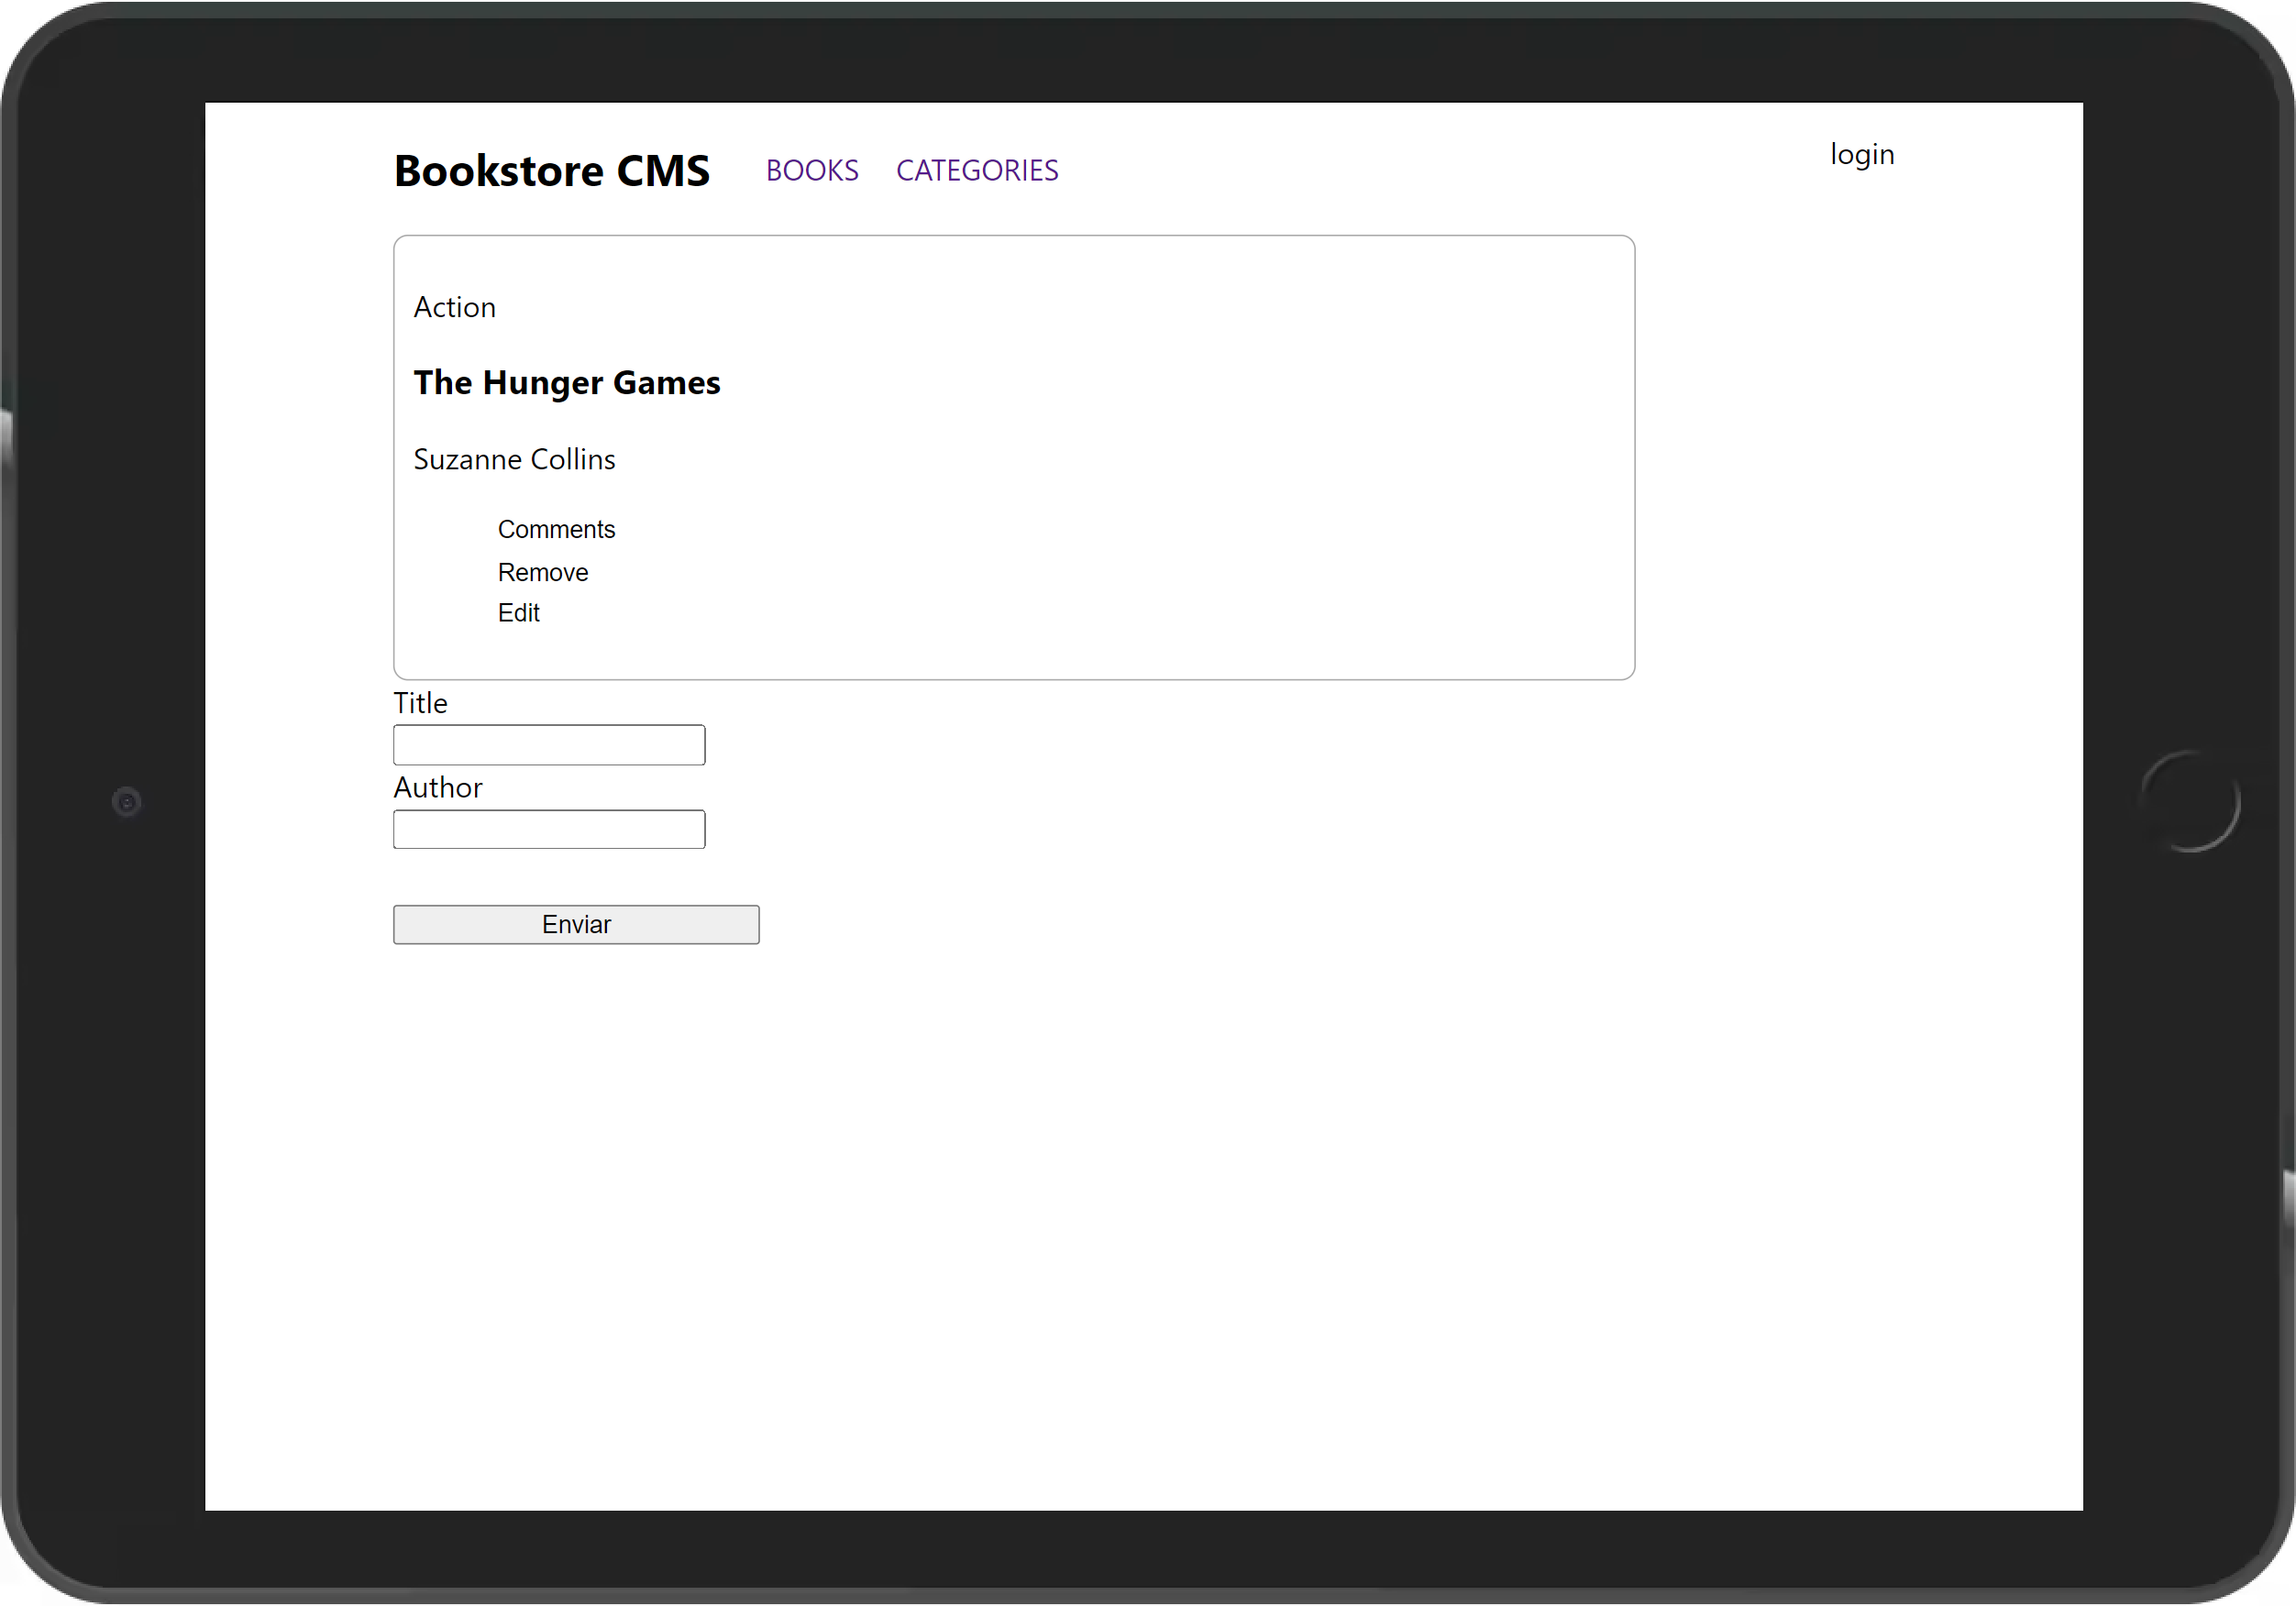 Bookstore CMS BOOKS CATEGORIES login
Action
The Hunger Games
Suzanne Collins
Comments
Remove
Edit
Title
Author
Enviar